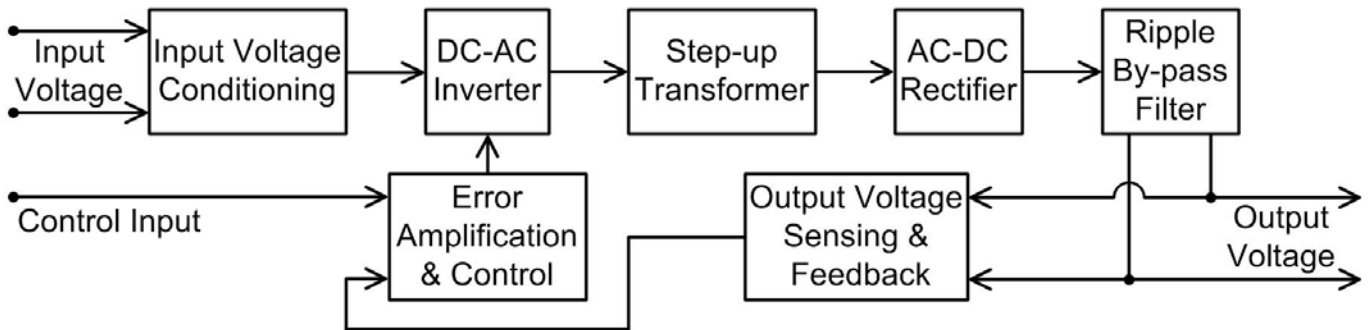 Input
Voltage
Input Voltage
Conditioning
DC-AC
Inverter
Step-up
Transformer
AC-DC
Rectifier
Ripple
By-pass
Filter
Control Input
Error
Amplification
& Control
Output Voltage
Sensing &
Feedback
Output
Voltage